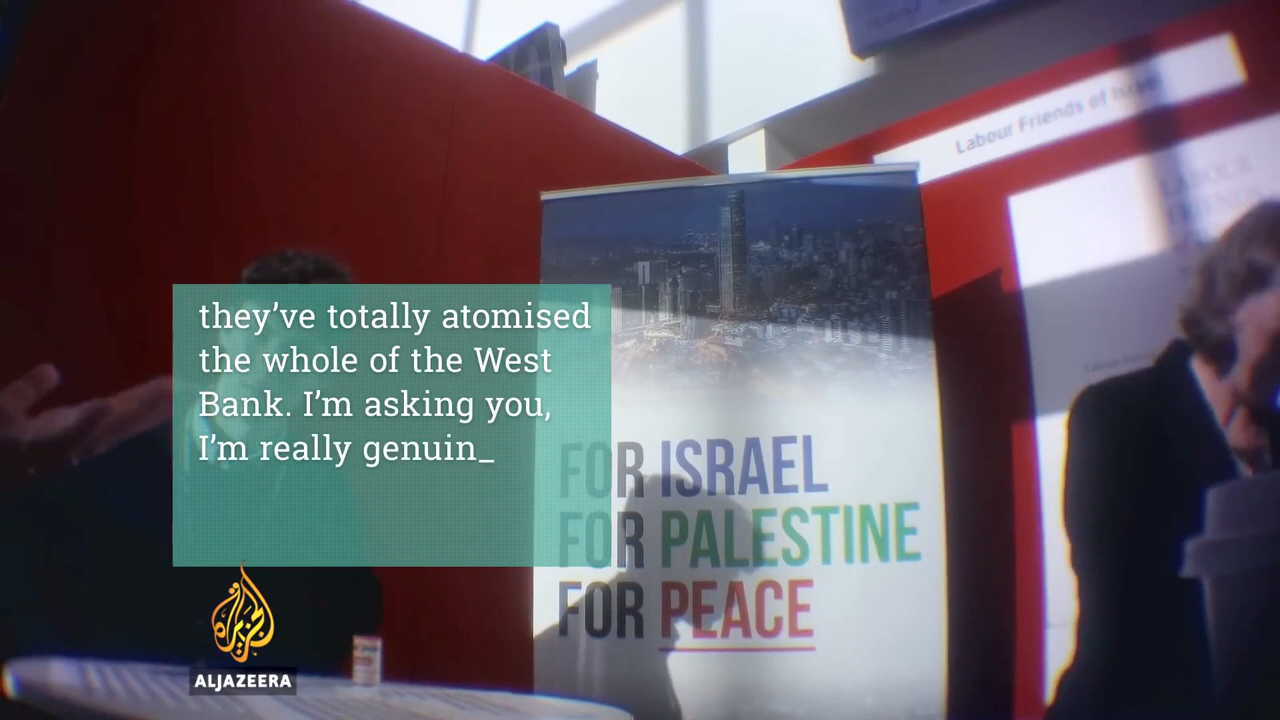 Labour Friends of Israel
they've totally atomised
the whole of the West
Bank. I'm asking you,
I'm really genuin_
FOR ISRAEL
FOR PALESTINE
FOR PEACE
الجزيرة
ALJAZEERA